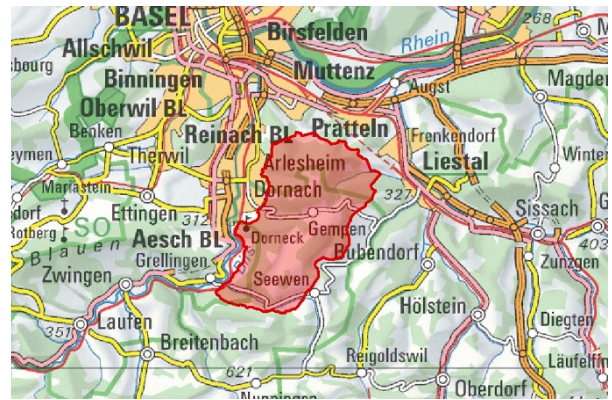 BASEL
Birsfelden
268
Allschwil
Rhein
Muttenz
Binningen
Augst
Magden
Oberwil BL
Reinach BL
Pratteln
Frenkendorf
Benken
Therwil
Arlesheim
Liestal
Mariastein
Dornach
327
Ettingen
312
Sissach
Rotberg
SO
Gempen
403
Blauen
Aesch BL
Dorneck
Bubendorf
Zunzgen
Grellingen
Zwingen
Seewen
Hölstein
351
Laufen
Diegten
Breitenbach
Reigoldswil
621
Oberdorf